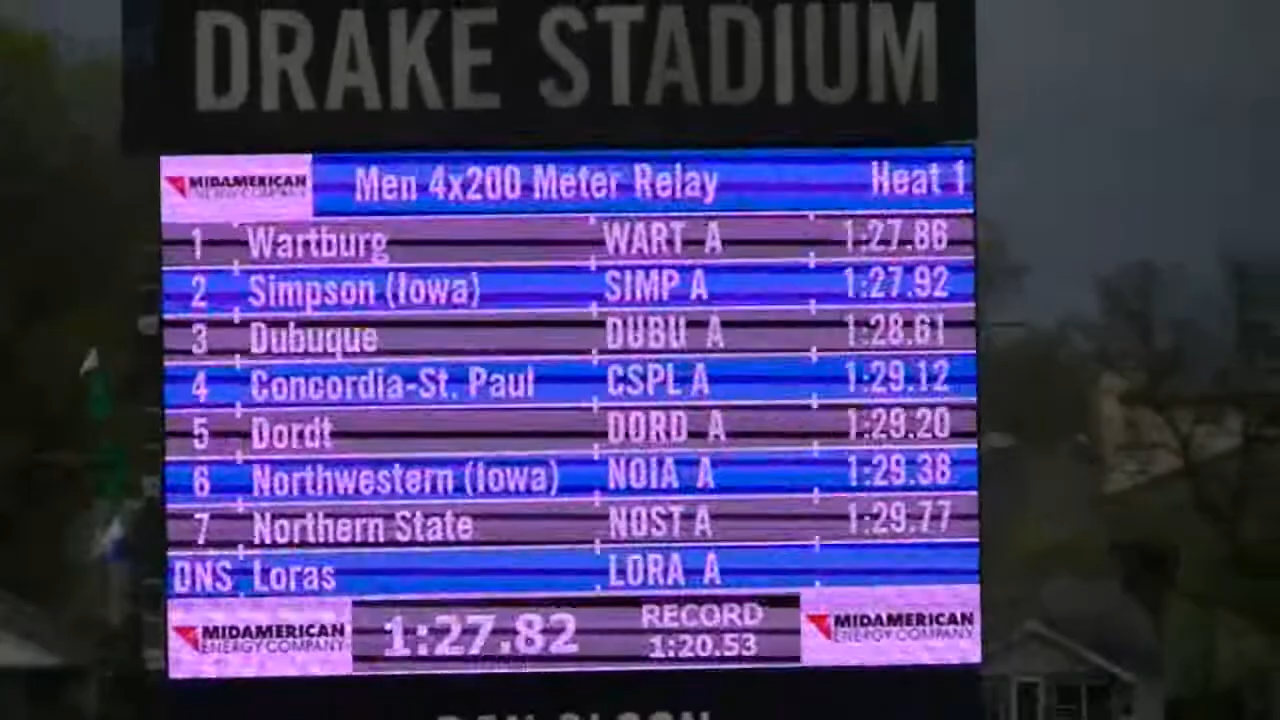 DRAKE STADIUM
MIDAMERICAN ENERGY COMPANY Men 4x200 Meter Relay Heat 1
1 Wartburg WART A 1:27.86
2 Simpson (Iowa) SIMP A 1:27.92
3 Dubuque DUBU A 1:28.61
4 Concordia-St. Paul CSPL A 1:29.12
5 Dordt DORD A 1:29.20
6 Northwestern (Iowa) NOIA A 1:29.38
7 Northern State NOST A 1:29.77
DNS Loras LORA A
MIDAMERICAN ENERGY COMPANY 1:27.82 RECORD 1:20.53 MIDAMERICAN ENERGY COMPANY